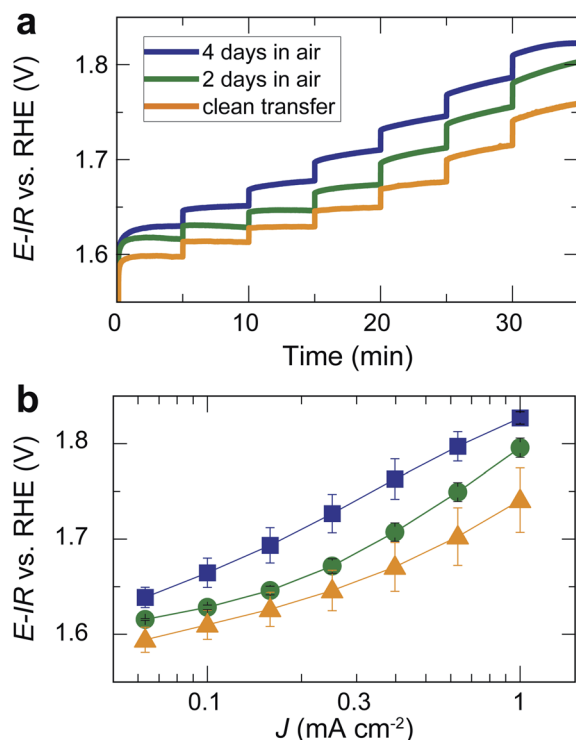 a
4 days in air
2 days in air
clean transfer
E-IR vs. RHE (V)
1.8
1.7
1.6
0
10
20
30
Time (min)
b
E-IR vs. RHE (V)
1.8
1.7
1.6
0.1
0.3
1
J (mA cm⁻²)